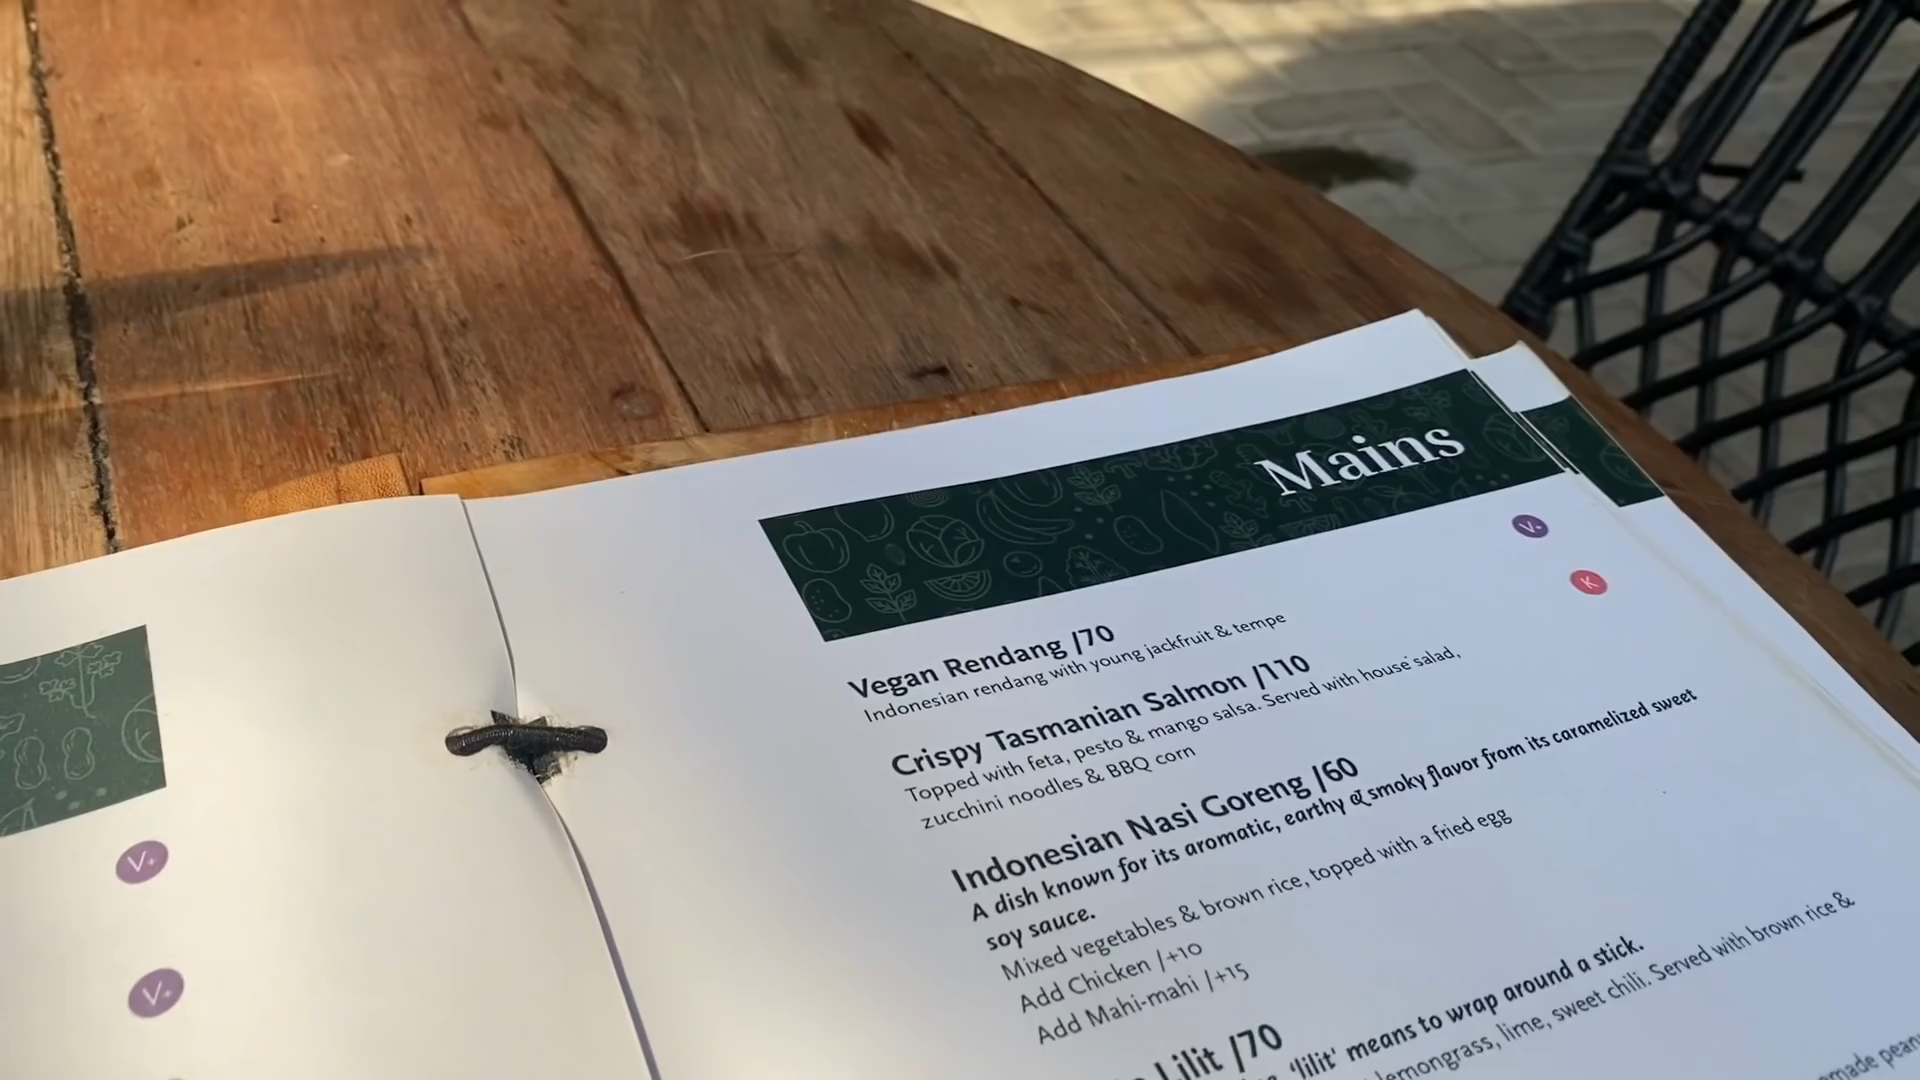 Mains
V+
Vegan Rendang /70
Indonesian rendang with young jackfruit & tempe
K
Crispy Tasmanian Salmon /110
Topped with feta, pesto & mango salsa. Served with house salad,
zucchini noodles & BBQ corn
Indonesian Nasi Goreng /60
A dish known for its aromatic, earthy & smoky flavor from its caramelized sweet
soy sauce.
Mixed vegetables & brown rice, topped with a fried egg
Add Chicken /+10
Add Mahi-mahi /+15
Lilit /70
'lilit' means to wrap around a stick.
lemongrass, lime, sweet chili. Served with brown rice &
V+
V+